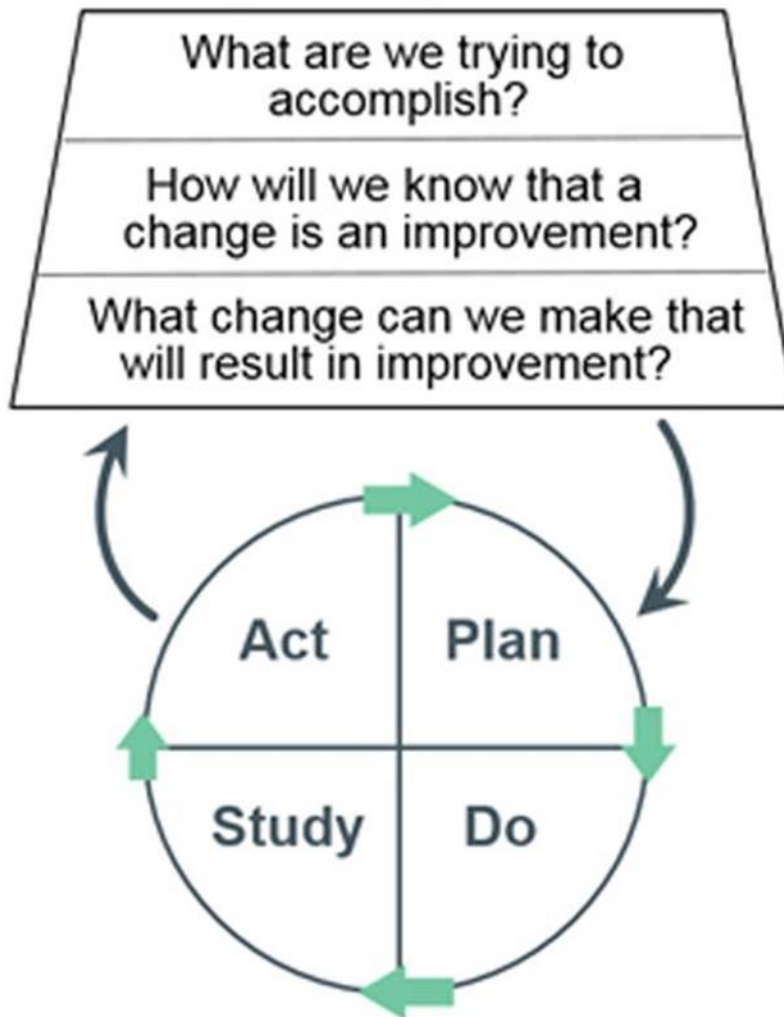 What are we trying to
accomplish?
How will we know that a
change is an improvement?
What change can we make that
will result in improvement?
Act
Plan
Study
Do